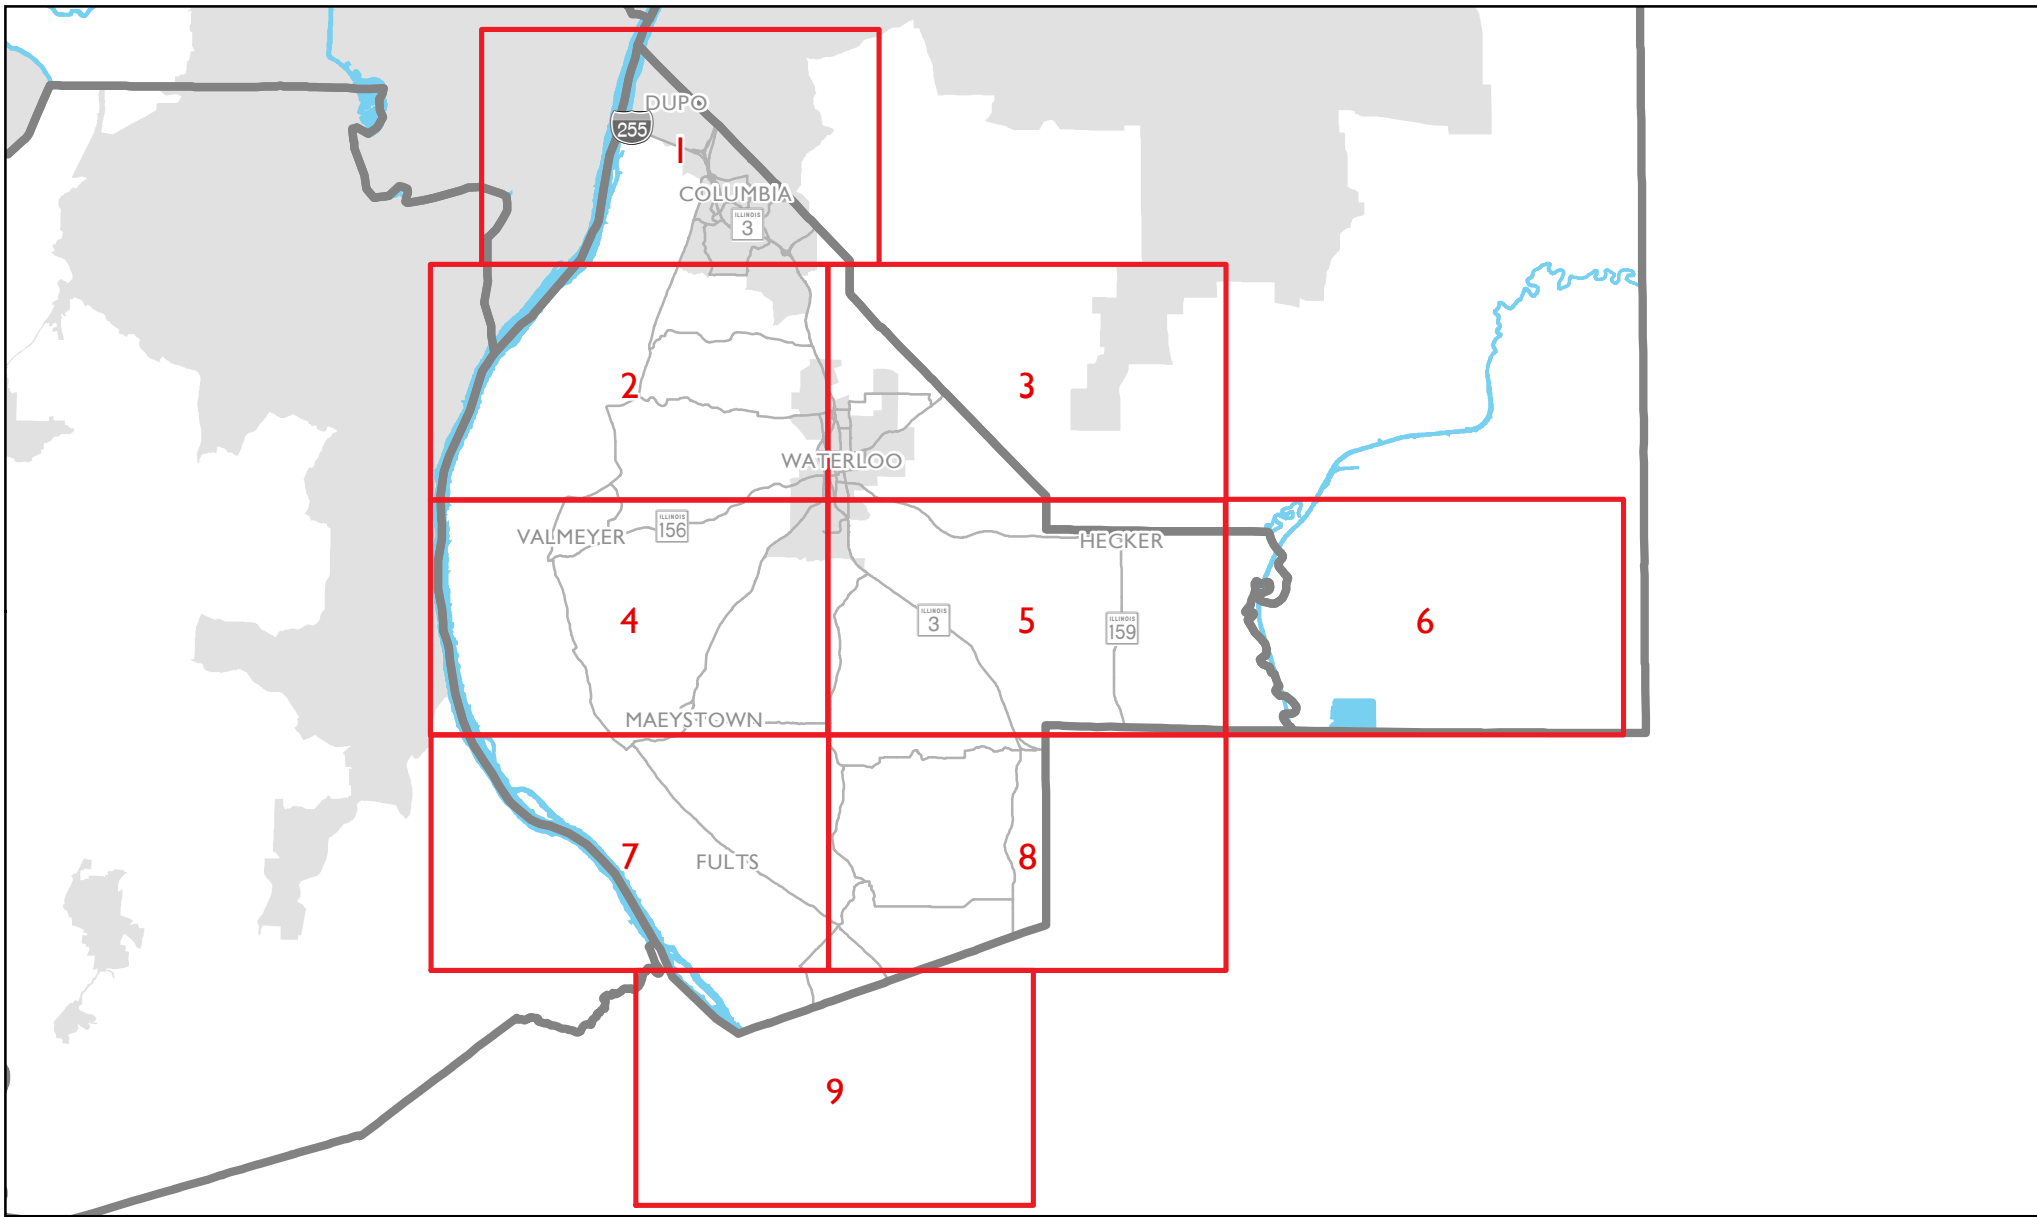 DUPO
255
1
COLUMBIA
ILLINOIS
3
2
3
WATERLOO
VALMEYER
ILLINOIS
156
HECKER
4
ILLINOIS
3
5
ILLINOIS
159
6
MAEYSTOWN
7
FULTS
8
9